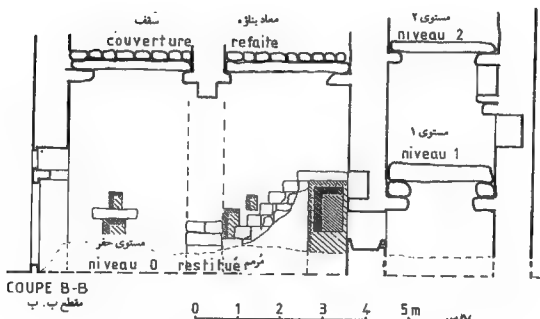 سقف
couverture
معاد بناؤه
refaite
مستوى ٢
niveau 2
مستوى ١
niveau 1
مستوى حفر
niveau 0 restitué مُرمم
COUPE B-B
مقطع ب. ب
0 1 2 3 4 5m